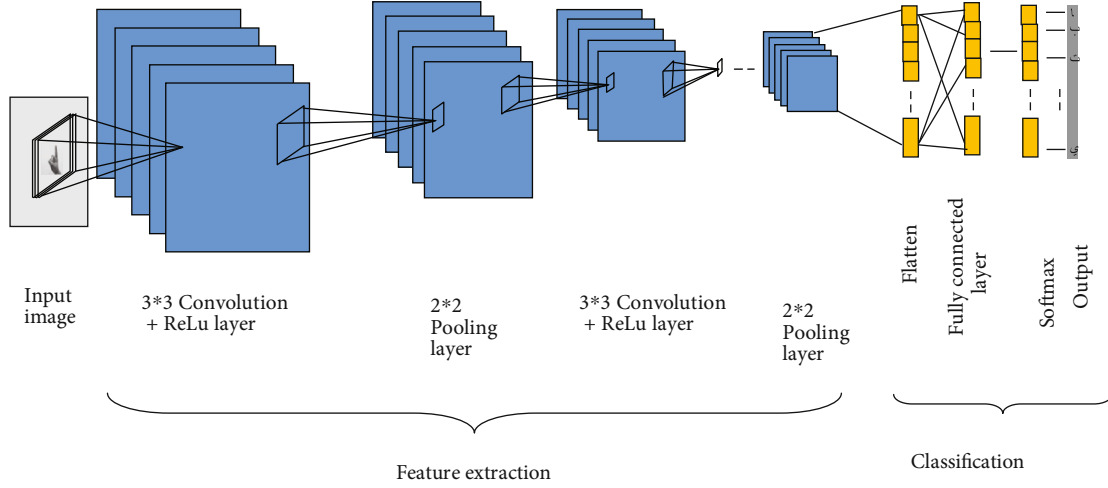 Input
image
3*3 Convolution
+ ReLu layer
2*2
Pooling
layer
3*3 Convolution
+ ReLu layer
2*2
Pooling
layer
Flatten
Fully connected
layer
Softmax
Output
Feature extraction
Classification